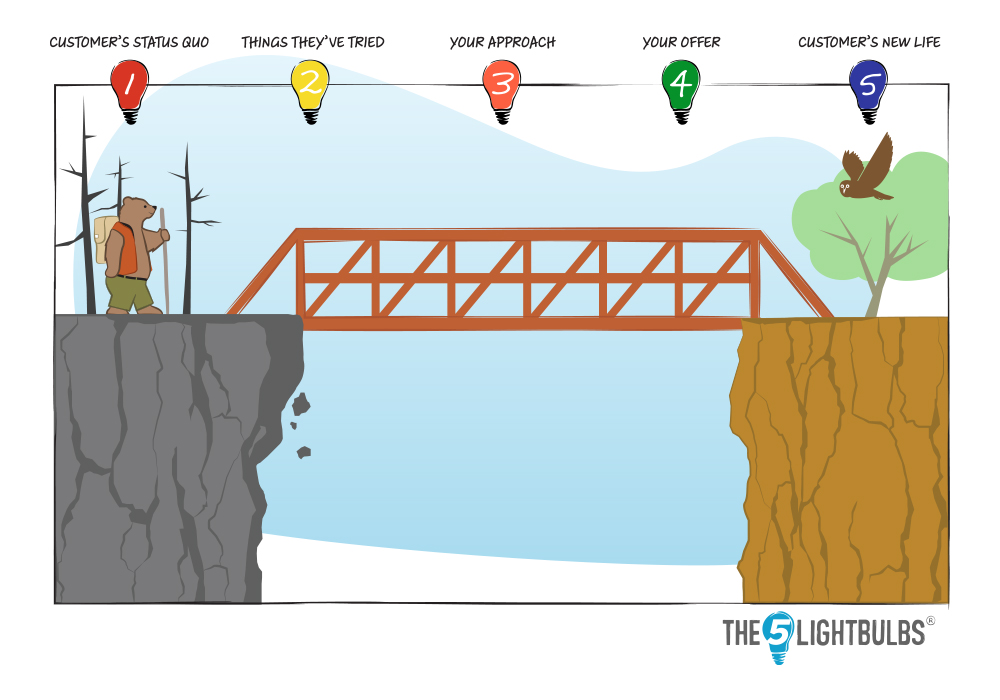 CUSTOMER'S STATUS QUO
THINGS THEY'VE TRIED
YOUR APPROACH
YOUR OFFER
CUSTOMER'S NEW LIFE
1
2
3
4
5
THE 5 LIGHTBULBS®